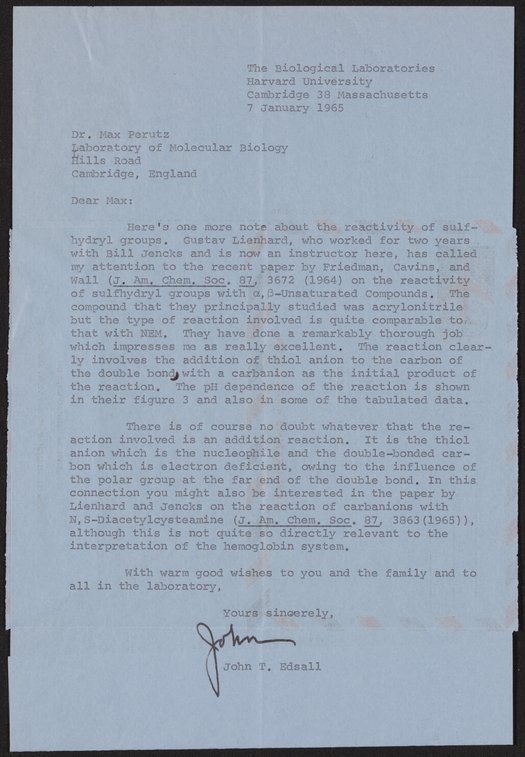 The Biological Laboratories
Harvard University
Cambridge 38 Massachusetts
7 January 1965
Dr. Max Perutz
Laboratory of Molecular Biology
Hills Road
Cambridge, England
Dear Max:
Here's one more note about the reactivity of sulf-
hydryl groups. Gustav Lienhard, who worked for two years
with Bill Jencks and is now an instructor here, has called
my attention to the recent paper by Friedman, Cavins, and
Wall (J. Am. Chem. Soc. 87, 3672 (1964) on the reactivity
of sulfhydryl groups with α,β-Unsaturated Compounds. The
compound that they principally studied was acrylonitrile
but the type of reaction involved is quite comparable to
that with NEM. They have done a remarkably thorough job
which impresses me as really excellent. The reaction clear-
ly involves the addition of thiol anion to the carbon of
the double bond, with a carbanion as the initial product of
the reaction. The pH dependence of the reaction is shown
in their figure 3 and also in some of the tabulated data.
There is of course no doubt whatever that the re-
action involved is an addition reaction. It is the thiol
anion which is the nucleophile and the double-bonded car-
bon which is electron deficient, owing to the influence of
the polar group at the far end of the double bond. In this
connection you might also be interested in the paper by
Lienhard and Jencks on the reaction of carbanions with
N,S-Diacetylcysteamine (J. Am. Chem. Soc. 87, 3863(1965)),
although this is not quite so directly relevant to the
interpretation of the hemoglobin system.
With warm good wishes to you and the family and to
all in the laboratory,
Yours sincerely,
John
John T. Edsall